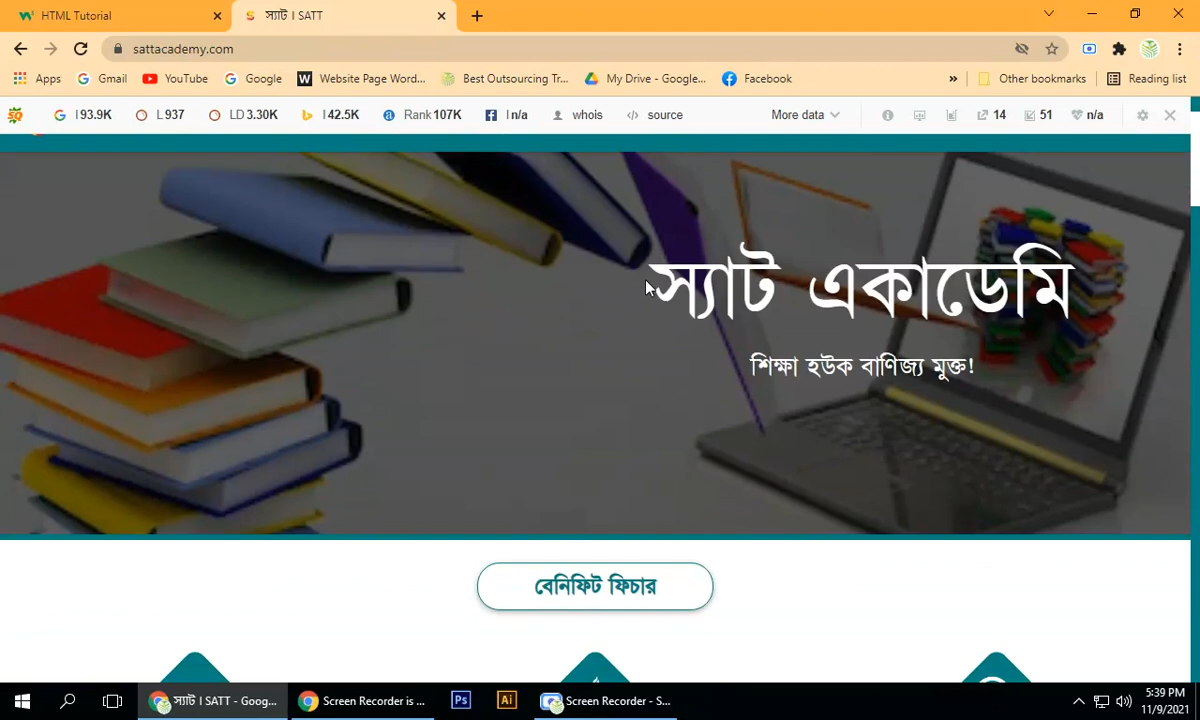 HTML Tutorial
স্যাট । SATT
sattacademy.com
Apps
Gmail
YouTube
Google
Website Page Word...
Best Outsourcing Tr...
My Drive - Google...
Facebook
»
Other bookmarks
Reading list
I 93.9K
L 937
LD 3.30K
I 42.5K
Rank 107K
I n/a
whois
source
More data
14
51
n/a
স্যাট একাডেমি
শিক্ষা হউক বাণিজ্য মুক্ত!
বেনিফিট ফিচার
স্যাট । SATT - Goog...
Screen Recorder is ...
Ps
Ai
Screen Recorder - S...
5:39 PM
11/9/2021